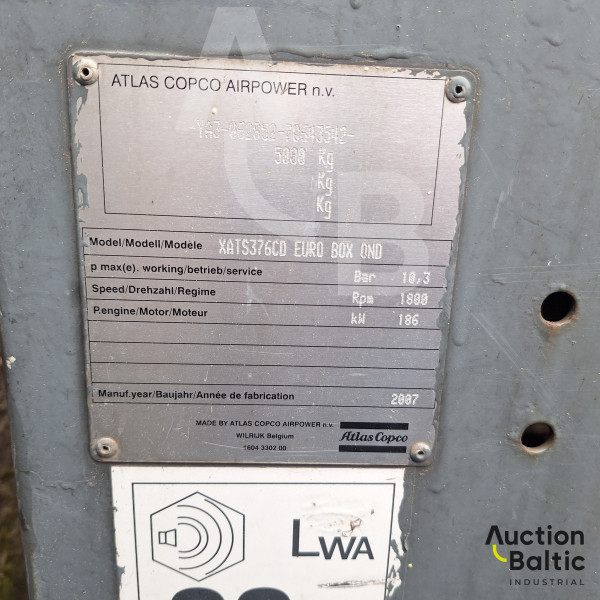 ATLAS COPCO AIRPOWER n.v.
5000 Kg
Kg
Kg
Model/Modell/Modèle XATS376CD EURO BOX OND
p max(e). working/betrieb/service Bar 10,3
Speed/Drehzahl/Regime Rpm 1800
P.engine/Motor/Moteur kW 186
Manuf.year/Baujahr/Année de fabrication 2007
MADE BY ATLAS COPCO AIRPOWER n.v.
WILRIJK Belgium
1604 3302 00
Atlas Copco
LWA
Auction
Baltic
INDUSTRIAL